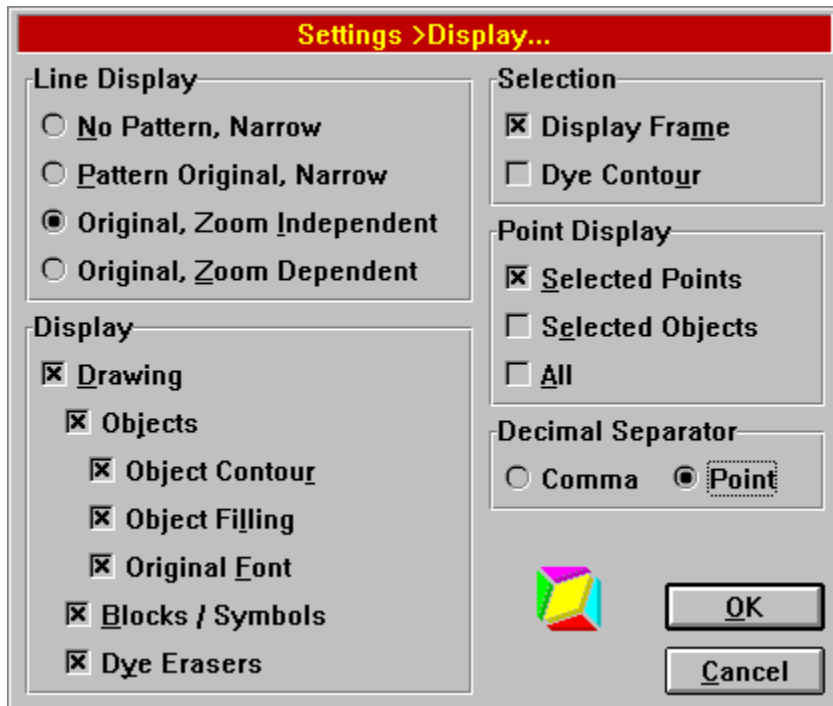 Settings >Display...
Line Display
No Pattern, Narrow
Pattern Original, Narrow
Original, Zoom Independent
Original, Zoom Dependent
Display
Drawing
Objects
Object Contour
Object Filling
Original Font
Blocks / Symbols
Dye Erasers
Selection
Display Frame
Dye Contour
Point Display
Selected Points
Selected Objects
All
Decimal Separator
Comma Point
OK
Cancel